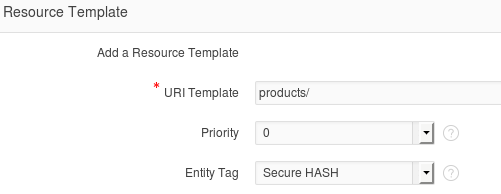 Resource Template
Add a Resource Template
* URI Template products/
Priority 0 ?
Entity Tag Secure HASH ?